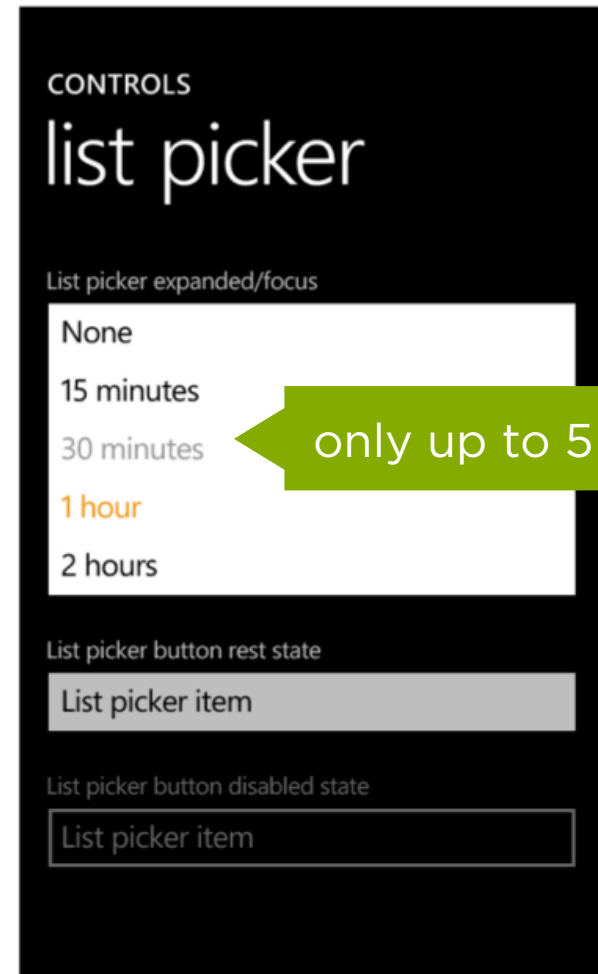 CONTROLS
list picker
List picker expanded/focus
None
15 minutes
30 minutes
only up to 5
1 hour
2 hours
List picker button rest state
List picker item
List picker button disabled state
List picker item